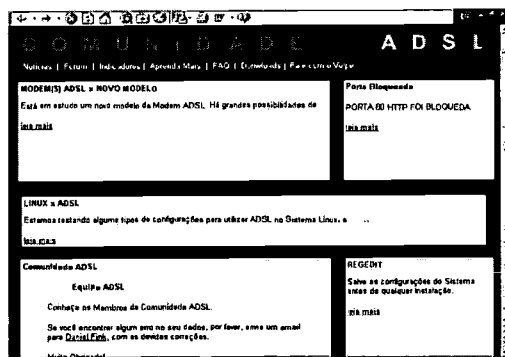 COMUNIDADE ADSL
Notícias | Forum | Indicadores | Aprenda Mais | FAQ | Downloads | Fale com o
MODEM(S) ADSL » NOVO MODELO
Está em estudo um novo modelo de Modem ADSL. Há grandes possibilidades de
leia mais
Porta Bloqueada
PORTA 80 HTTP FOI BLOQUEADA
leia mais
LINUX x ADSL
Estamos testando alguns tipos de configurações para utilizar ADSL no Sistema Linux, e ..
leia mais
Comunidade ADSL
Equipe ADSL
Conheça os Membros da Comunidade ADSL.
Se você encontrar algum erro no seu dados, por favor, envie um email
para Daniel Fink, com as devidas correções.
Muito Obrigado!
REGEDIT
Salve as configurações do Sistema
antes de qualquer instalação.
leia mais